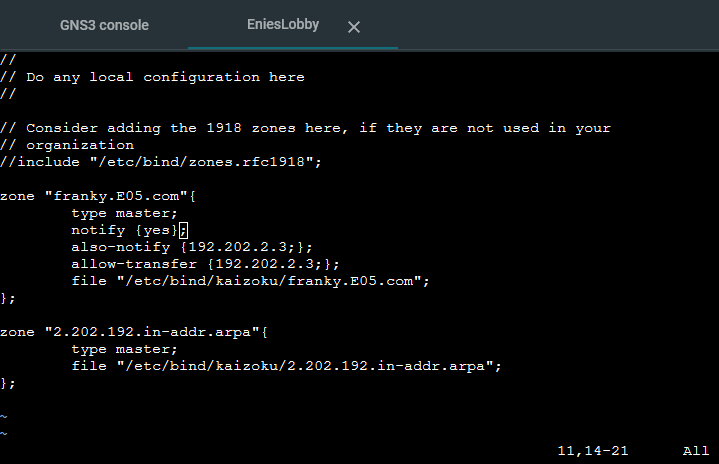 GNS3 console
EniesLobby
//
// Do any local configuration here
//
// Consider adding the 1918 zones here, if they are not used in your
// organization
//include "/etc/bind/zones.rfc1918";
zone "franky.E05.com"{
        type master;
        notify {yes};
        also-notify {192.202.2.3;};
        allow-transfer {192.202.2.3;};
        file "/etc/bind/kaizoku/franky.E05.com";
};
zone "2.202.192.in-addr.arpa"{
        type master;
        file "/etc/bind/kaizoku/2.202.192.in-addr.arpa";
};
~
~
11,14-21 All